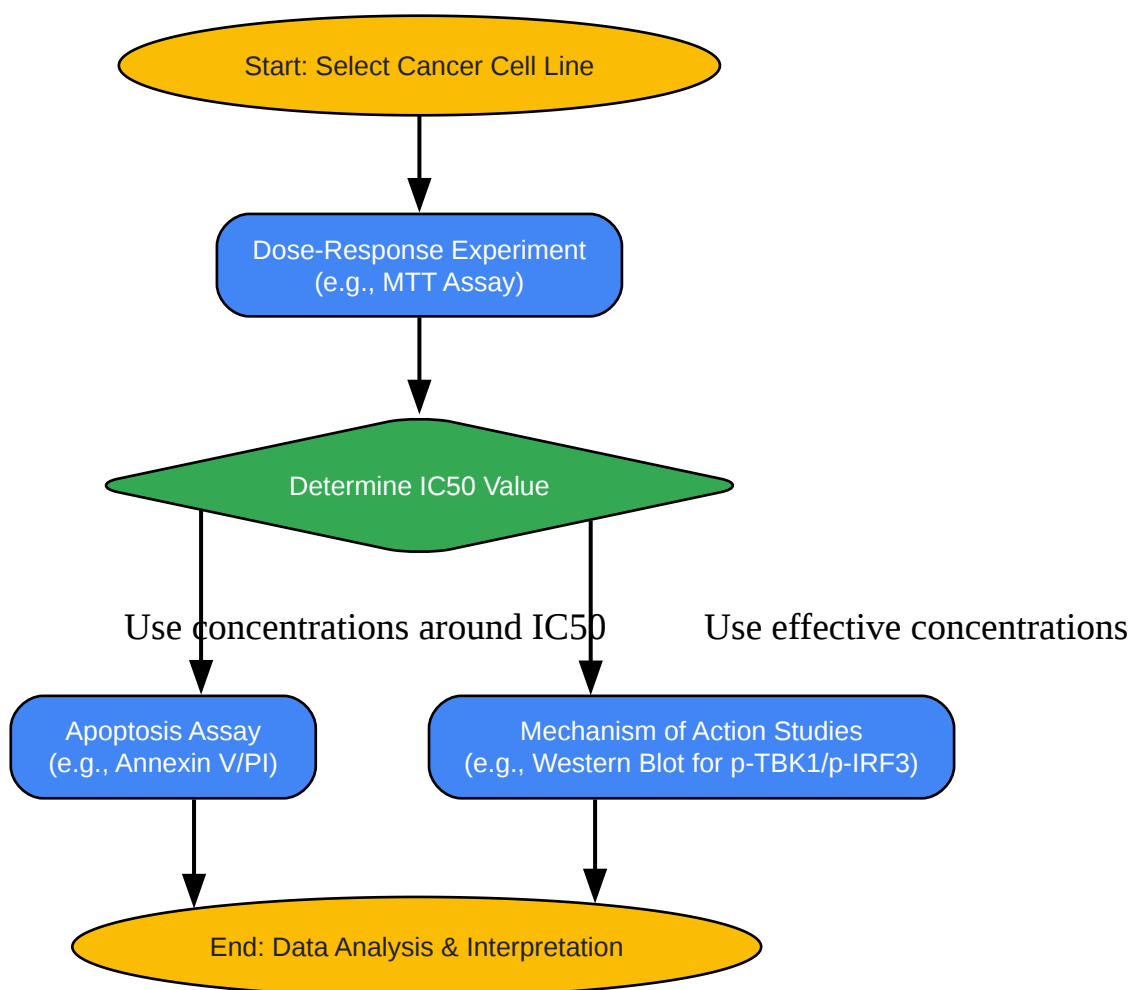 Start: Select Cancer Cell Line
Dose-Response Experiment
(e.g., MTT Assay)
Determine IC50 Value
Use concentrations around IC50
Use effective concentrations
Apoptosis Assay
(e.g., Annexin V/PI)
Mechanism of Action Studies
(e.g., Western Blot for p-TBK1/p-IRF3)
End: Data Analysis & Interpretation